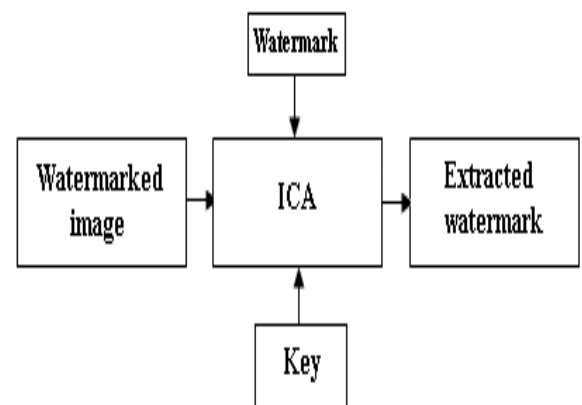 Watermark
Watermarked
image
ICA
Extracted
watermark
Key